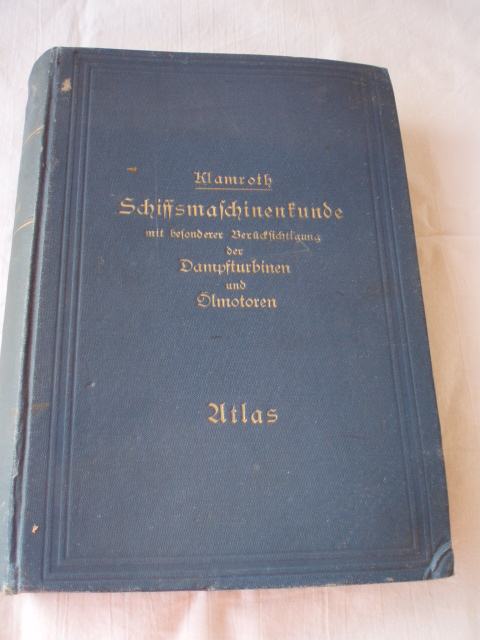 Klamroth
Schiffsmaschinenkunde
mit besonderer Berücksichtigung
der
Dampfturbinen
und
Ölmotoren
Atlas